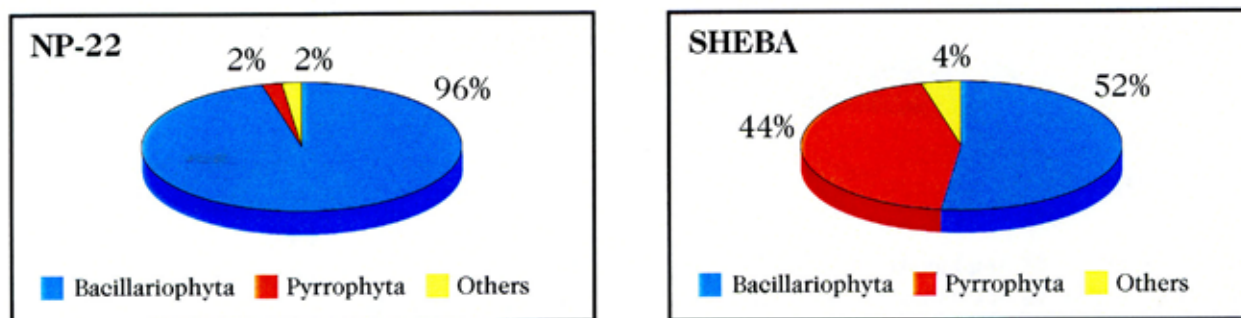 NP-22
2% 2%
96%
Bacillariophyta Pyrrophyta Others
SHEBA
4%
52%
44%
Bacillariophyta Pyrrophyta Others